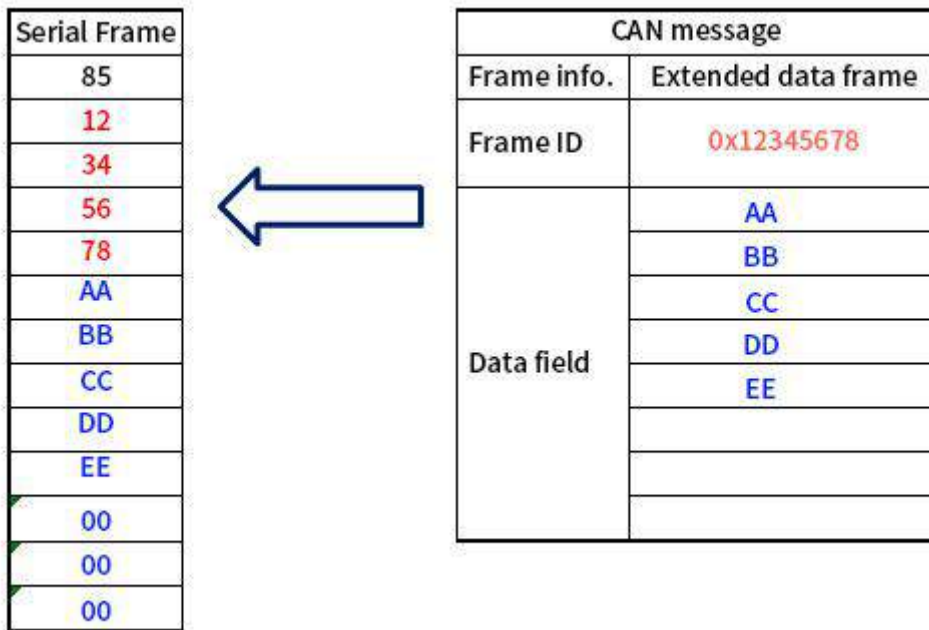 Serial Frame
85
12
34
56
78
AA
BB
CC
DD
EE
00
00
00
CAN message
Frame info. Extended data frame
Frame ID 0x12345678
Data field
AA
BB
CC
DD
EE